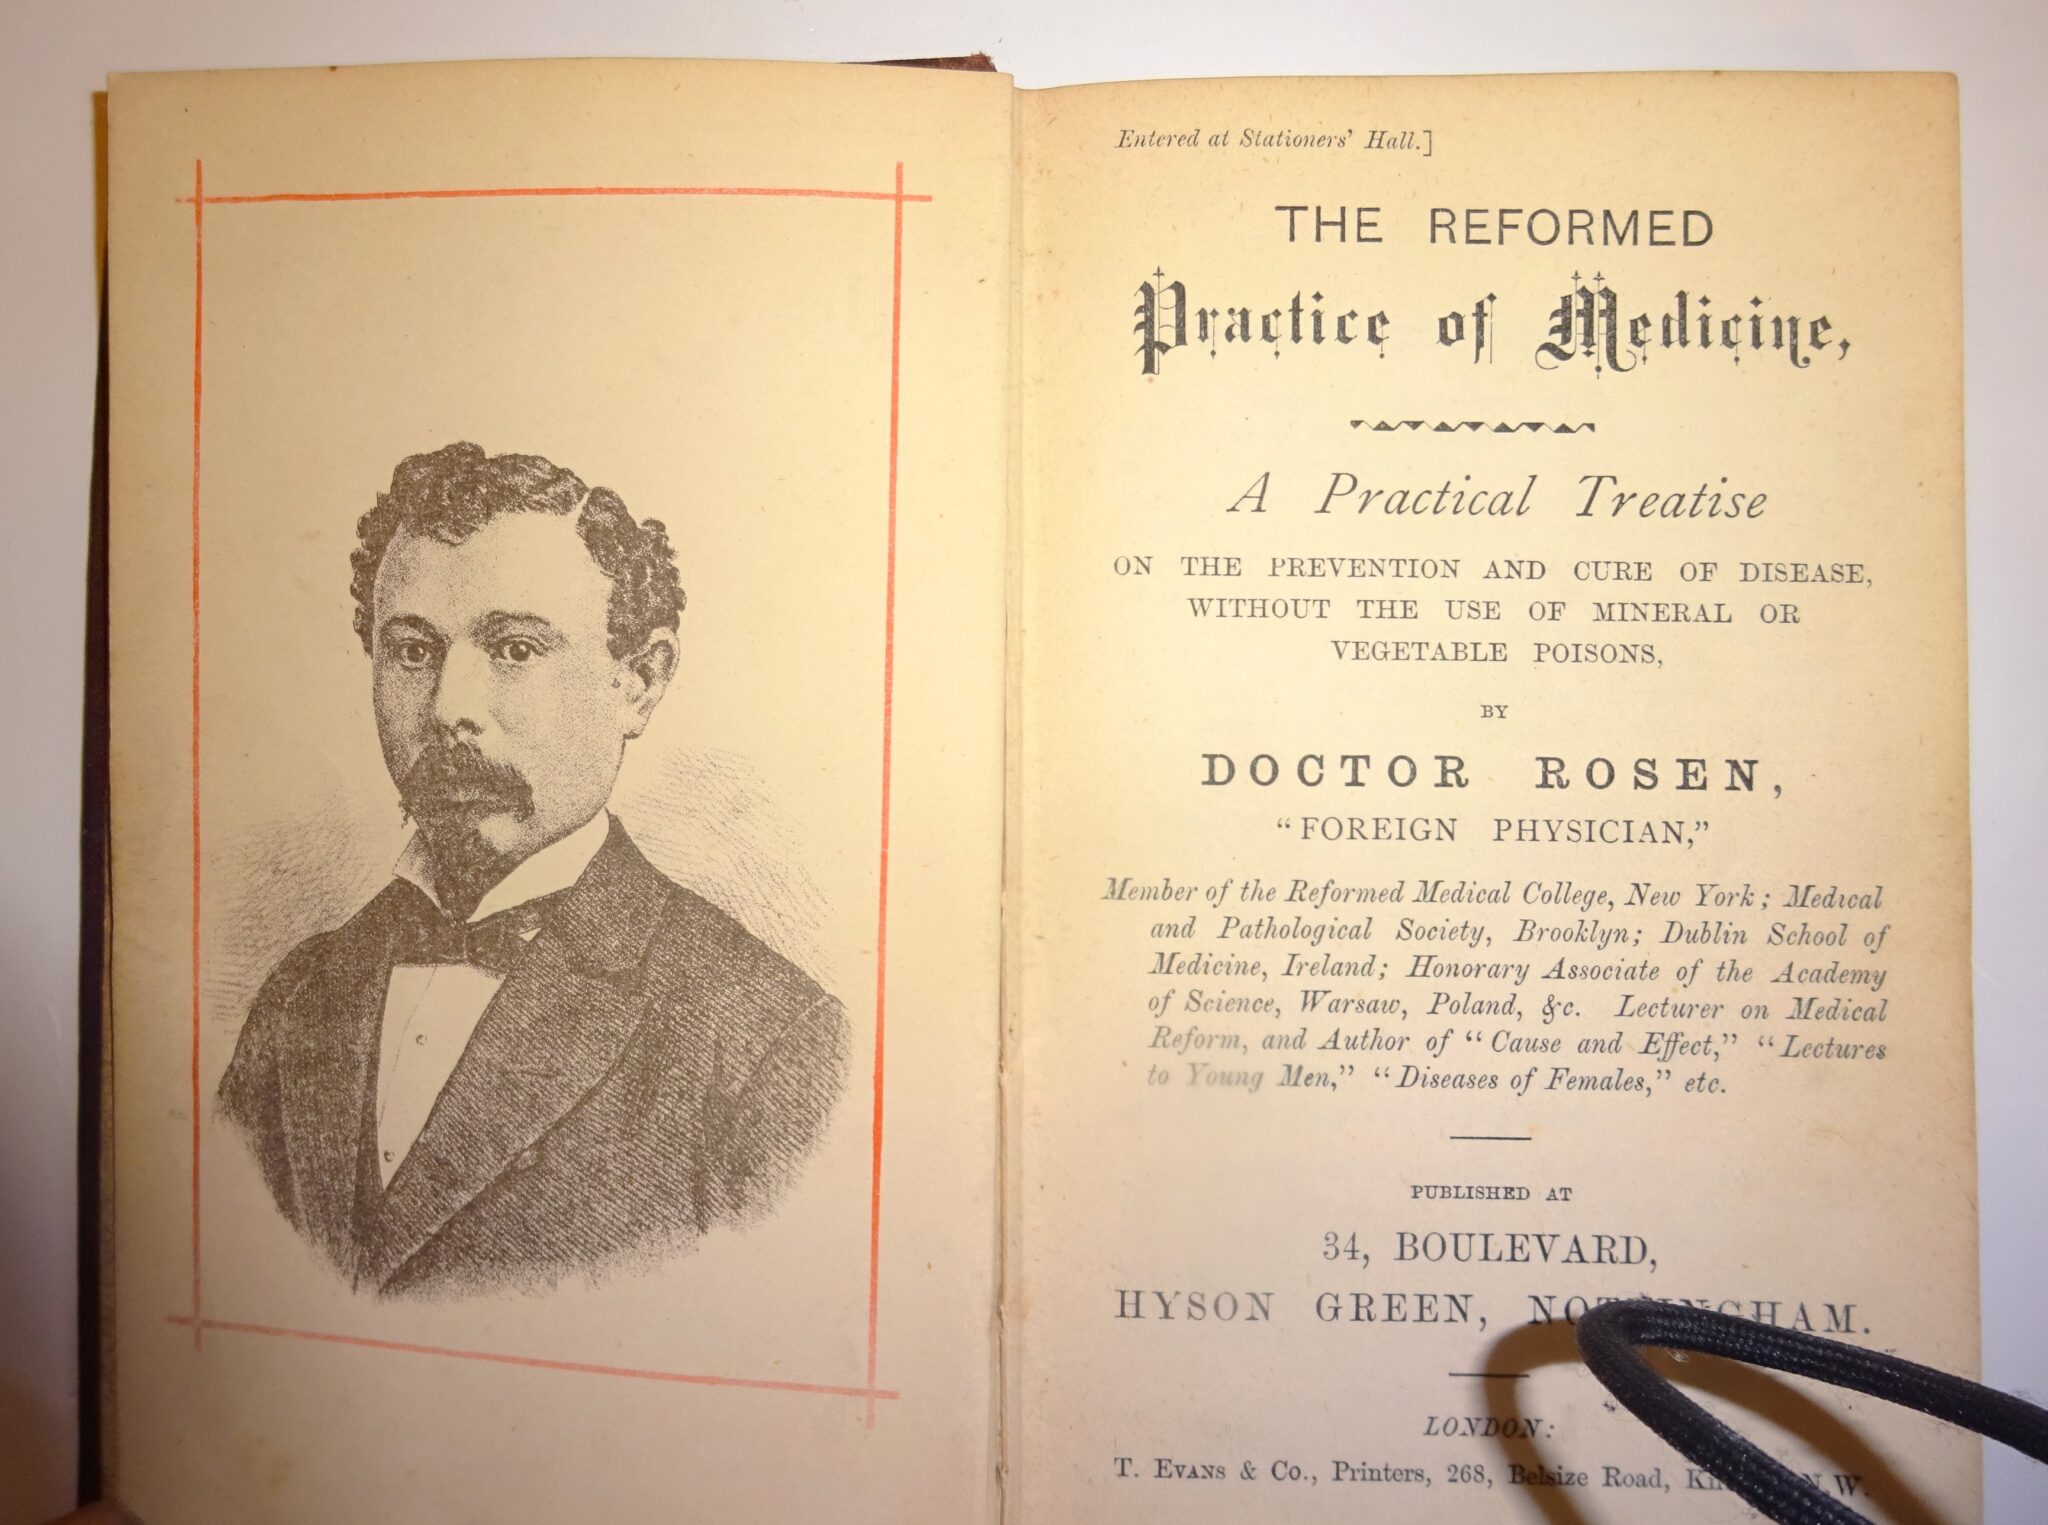 Entered at Stationers' Hall.]
THE REFORMED
Practice of Medicine,
A Practical Treatise
ON THE PREVENTION AND CURE OF DISEASE,
WITHOUT THE USE OF MINERAL OR
VEGETABLE POISONS,
BY
DOCTOR ROSEN,
“FOREIGN PHYSICIAN,”
Member of the Reformed Medical College, New York; Medical
and Pathological Society, Brooklyn; Dublin School of
Medicine, Ireland; Honorary Associate of the Academy
of Science, Warsaw, Poland, &c. Lecturer on Medical
Reform, and Author of “Cause and Effect,” “Lectures
to Young Men,” “Diseases of Females,” etc.
PUBLISHED AT
34, BOULEVARD,
HYSON GREEN, NOTTINGHAM.
LONDON:
T. EVANS & Co., Printers, 268, Belsize Road, N.W.